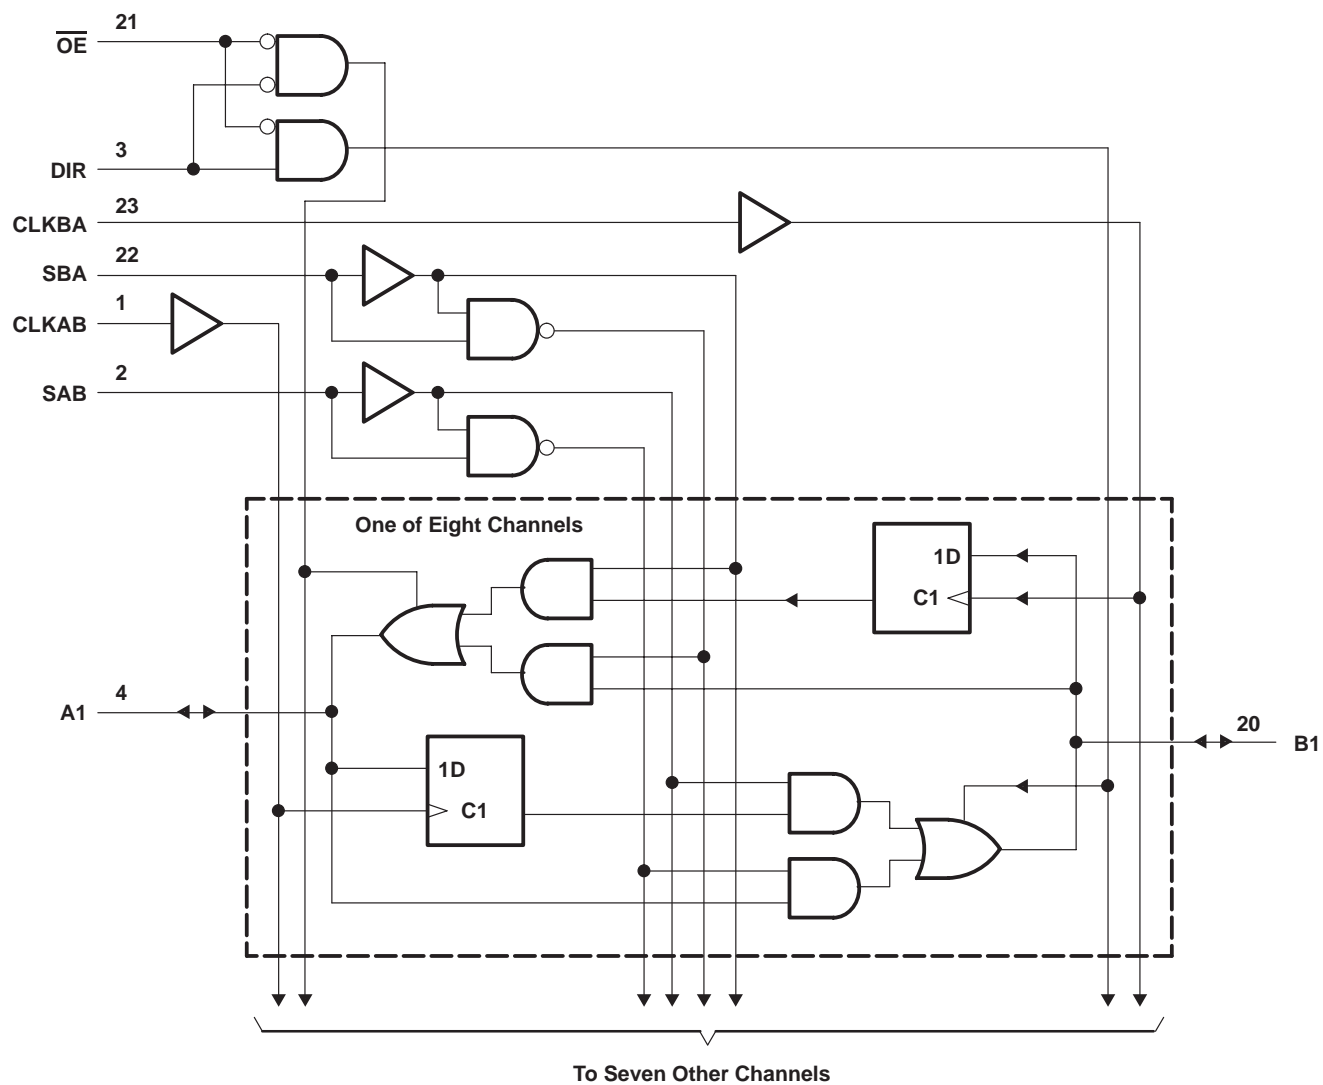 21
OE
3
DIR
23
CLKBA
22
SBA
1
CLKAB
2
SAB
One of Eight Channels
1D
C1
4
A1
20
B1
1D
C1
To Seven Other Channels